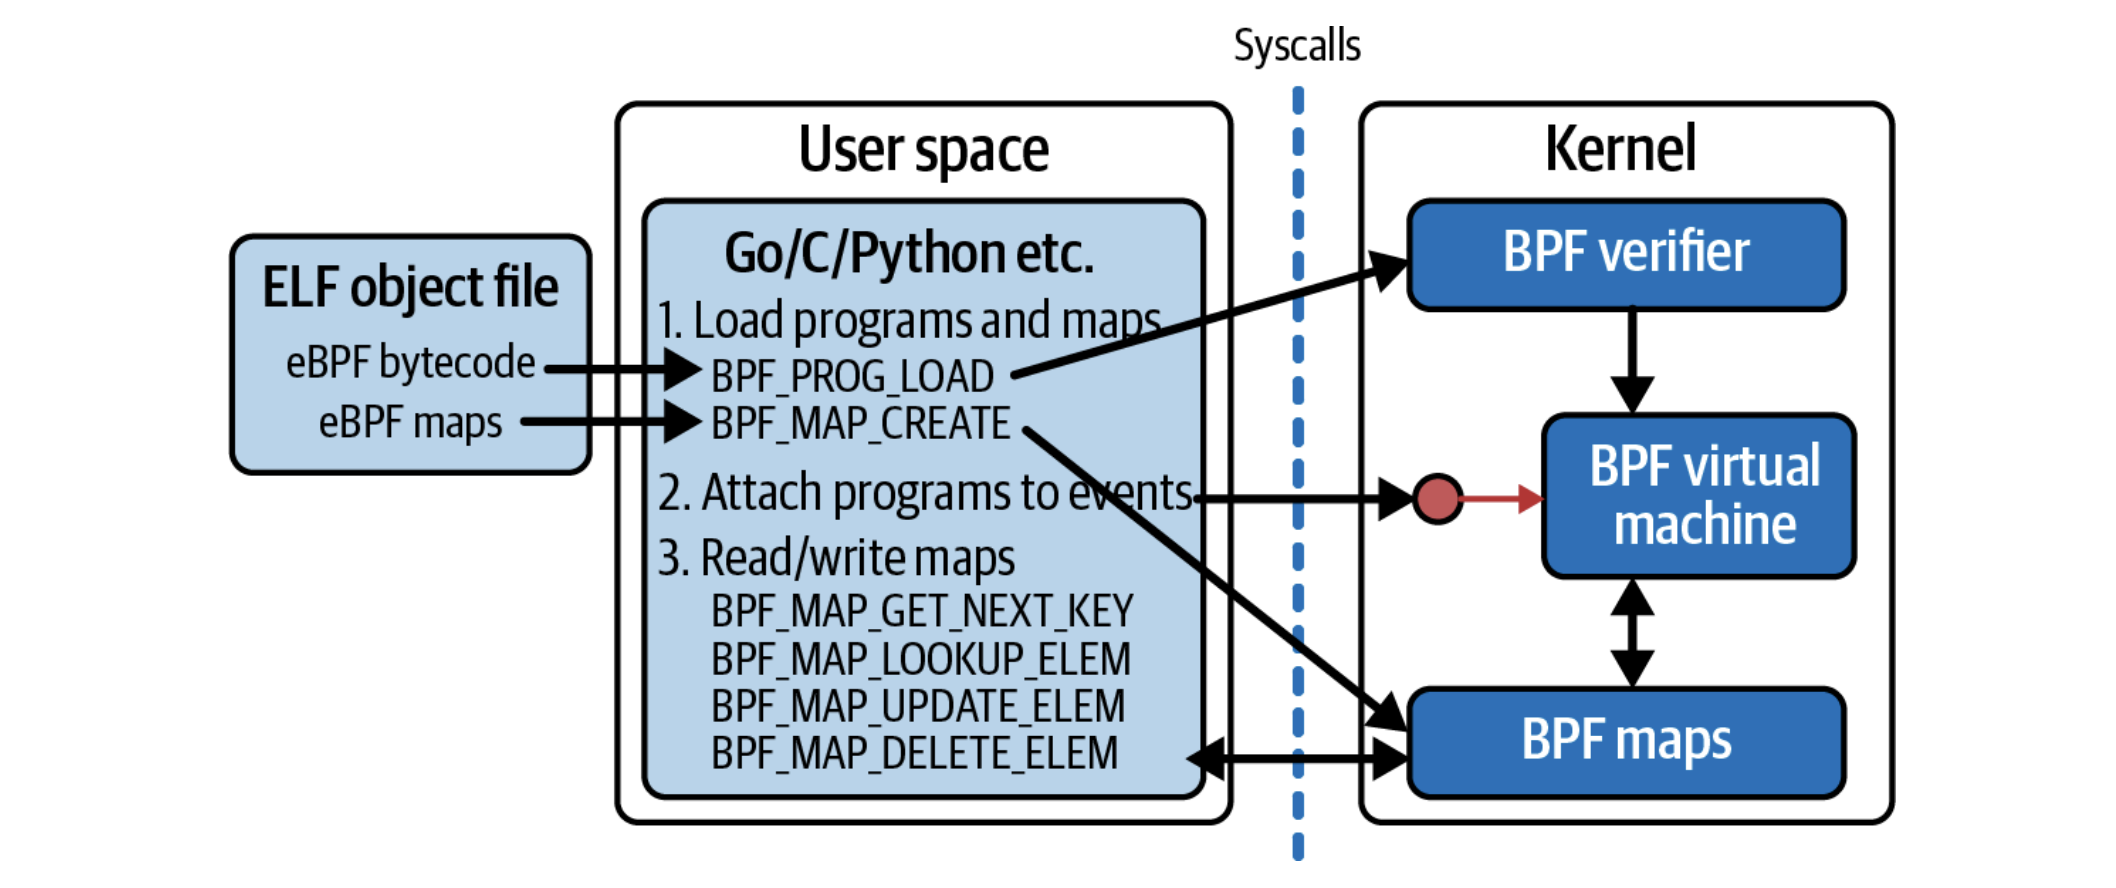 Syscalls
User space
Kernel
ELF object file
eBPF bytecode
eBPF maps
Go/C/Python etc.
1. Load programs and maps
BPF_PROG_LOAD
BPF_MAP_CREATE
2. Attach programs to events
3. Read/write maps
BPF_MAP_GET_NEXT_KEY
BPF_MAP_LOOKUP_ELEM
BPF_MAP_UPDATE_ELEM
BPF_MAP_DELETE_ELEM
BPF verifier
BPF virtual
machine
BPF maps